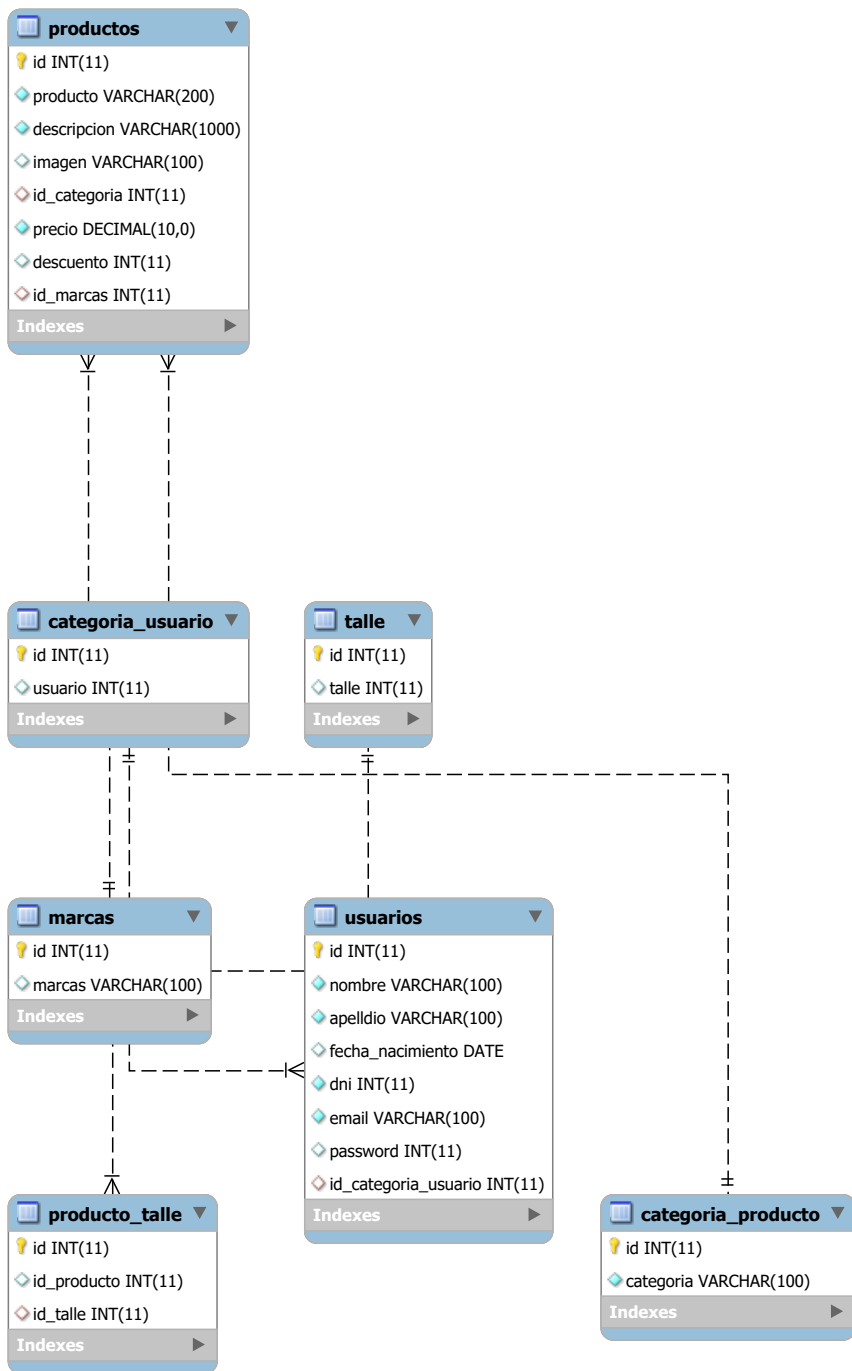 productos
id INT(11)
producto VARCHAR(200)
descripcion VARCHAR(1000)
imagen VARCHAR(100)
id_categoria INT(11)
precio DECIMAL(10,0)
descuento INT(11)
id_marcas INT(11)
Indexes
categoria_usuario
id INT(11)
usuario INT(11)
Indexes
talle
id INT(11)
talle INT(11)
Indexes
marcas
id INT(11)
marcas VARCHAR(100)
Indexes
usuarios
id INT(11)
nombre VARCHAR(100)
apelldio VARCHAR(100)
fecha_nacimiento DATE
dni INT(11)
email VARCHAR(100)
password INT(11)
id_categoria_usuario INT(11)
Indexes
producto_talle
id INT(11)
id_producto INT(11)
id_talle INT(11)
Indexes
categoria_producto
id INT(11)
categoria VARCHAR(100)
Indexes